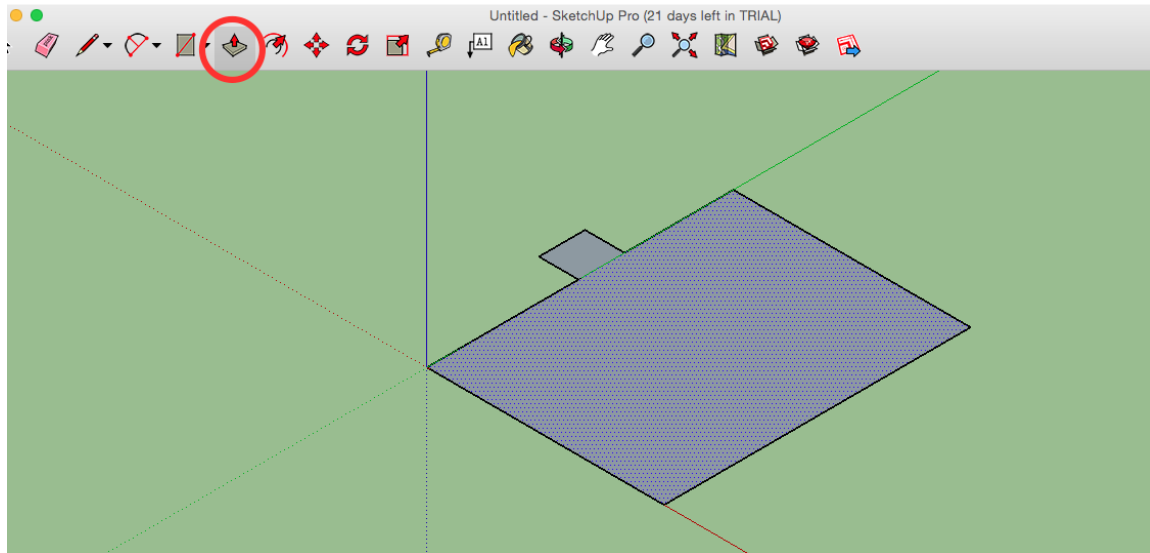 Untitled - SketchUp Pro (21 days left in TRIAL)
A1